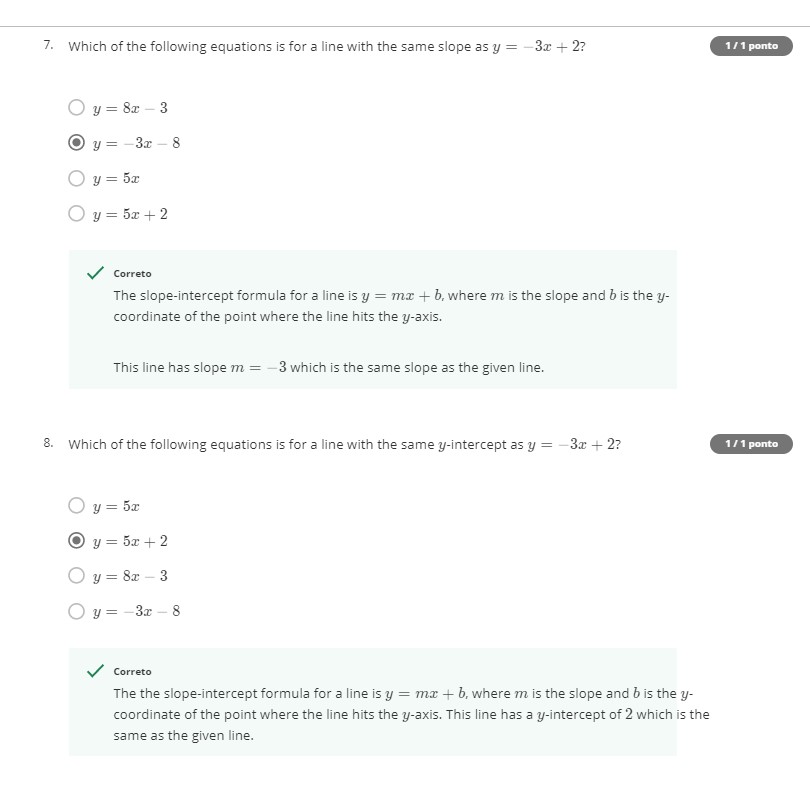 7. Which of the following equations is for a line with the same slope as y = −3x + 2?
1 / 1 ponto
y = 8x − 3
y = −3x − 8
y = 5x
y = 5x + 2
Correto
The slope-intercept formula for a line is y = mx + b, where m is the slope and b is the y-
coordinate of the point where the line hits the y-axis.
This line has slope m = −3 which is the same slope as the given line.
8. Which of the following equations is for a line with the same y-intercept as y = −3x + 2?
1 / 1 ponto
y = 5x
y = 5x + 2
y = 8x − 3
y = −3x − 8
Correto
The the slope-intercept formula for a line is y = mx + b, where m is the slope and b is the y-
coordinate of the point where the line hits the y-axis. This line has a y-intercept of 2 which is the
same as the given line.